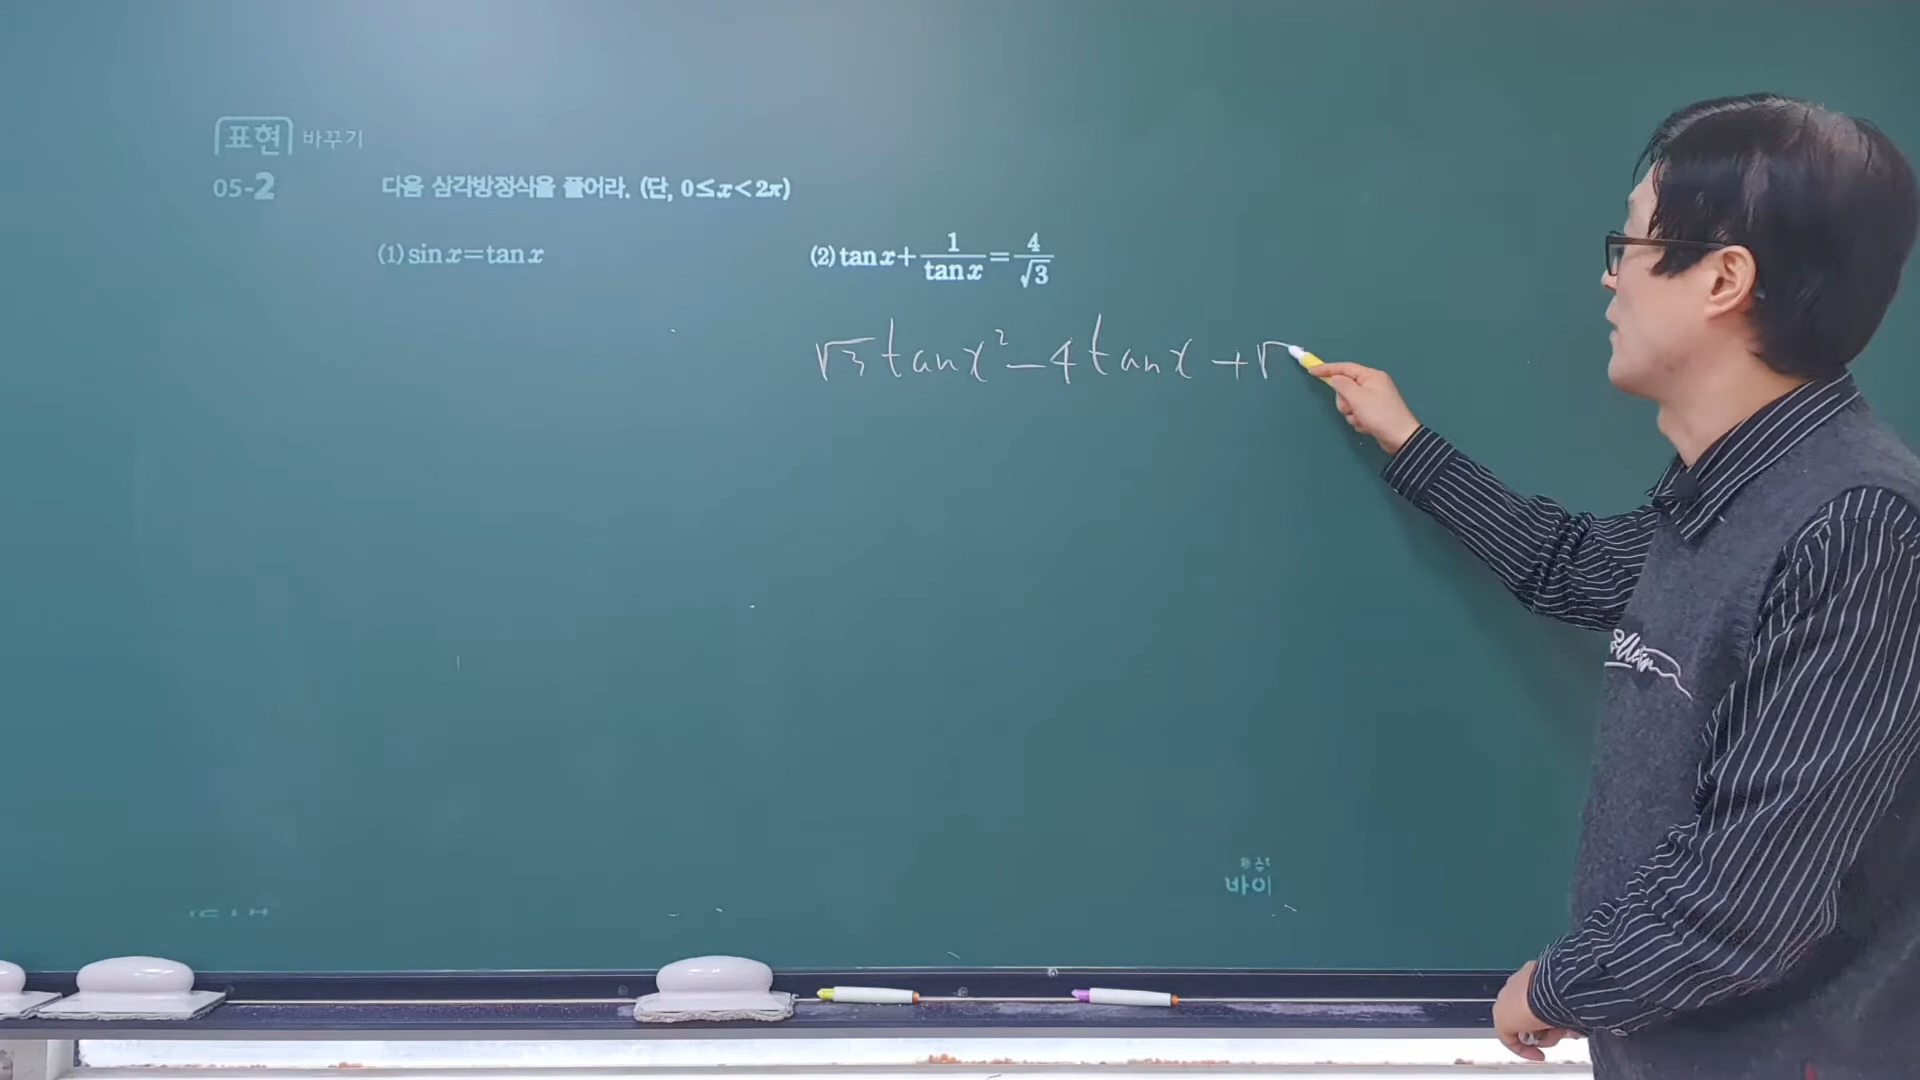 표현 바꾸기
05-2 다음 삼각방정식을 풀어라. (단, 0≤x<2π)
(1) sin x=tan x
(2) tan x+1/tan x=4/√3
√3 tan x² - 4 tan x + √
바이